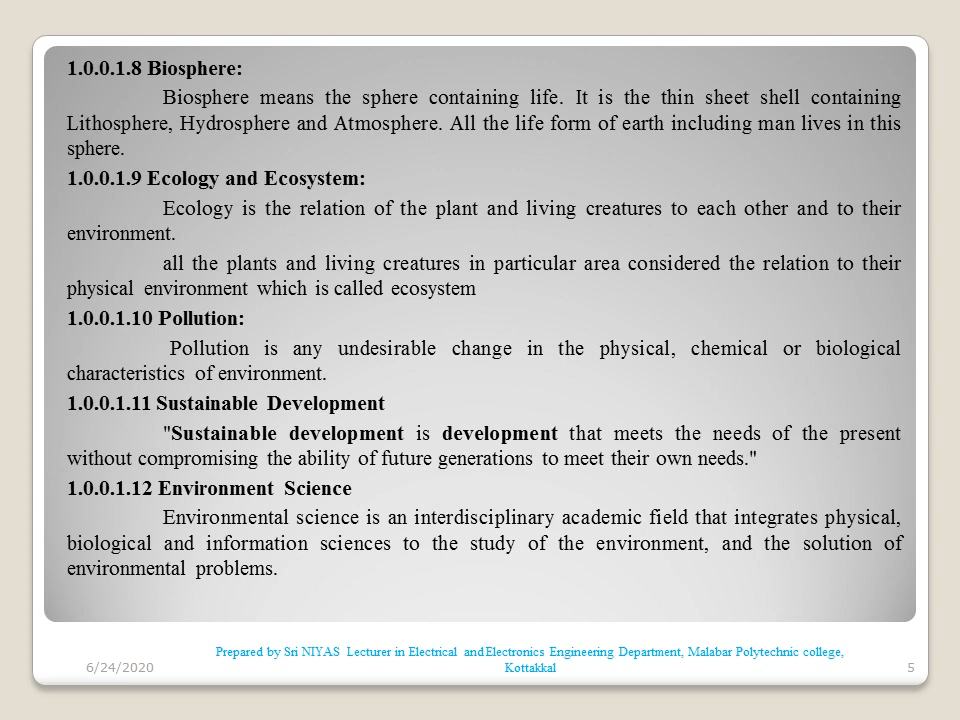 1.0.0.1.8 Biosphere:
Biosphere means the sphere containing life. It is the thin sheet shell containing
Lithosphere, Hydrosphere and Atmosphere. All the life form of earth including man lives in this
sphere.
1.0.0.1.9 Ecology and Ecosystem:
Ecology is the relation of the plant and living creatures to each other and to their
environment.
all the plants and living creatures in particular area considered the relation to their
physical environment which is called ecosystem
1.0.0.1.10 Pollution:
Pollution is any undesirable change in the physical, chemical or biological
characteristics of environment.
1.0.0.1.11 Sustainable Development
"Sustainable development is development that meets the needs of the present
without compromising the ability of future generations to meet their own needs."
1.0.0.1.12 Environment Science
Environmental science is an interdisciplinary academic field that integrates physical,
biological and information sciences to the study of the environment, and the solution of
environmental problems.
Prepared by Sri NIYAS Lecturer in Electrical andElectronics Engineering Department, Malabar Polytechnic college,
6/24/2020 Kottakkal 5